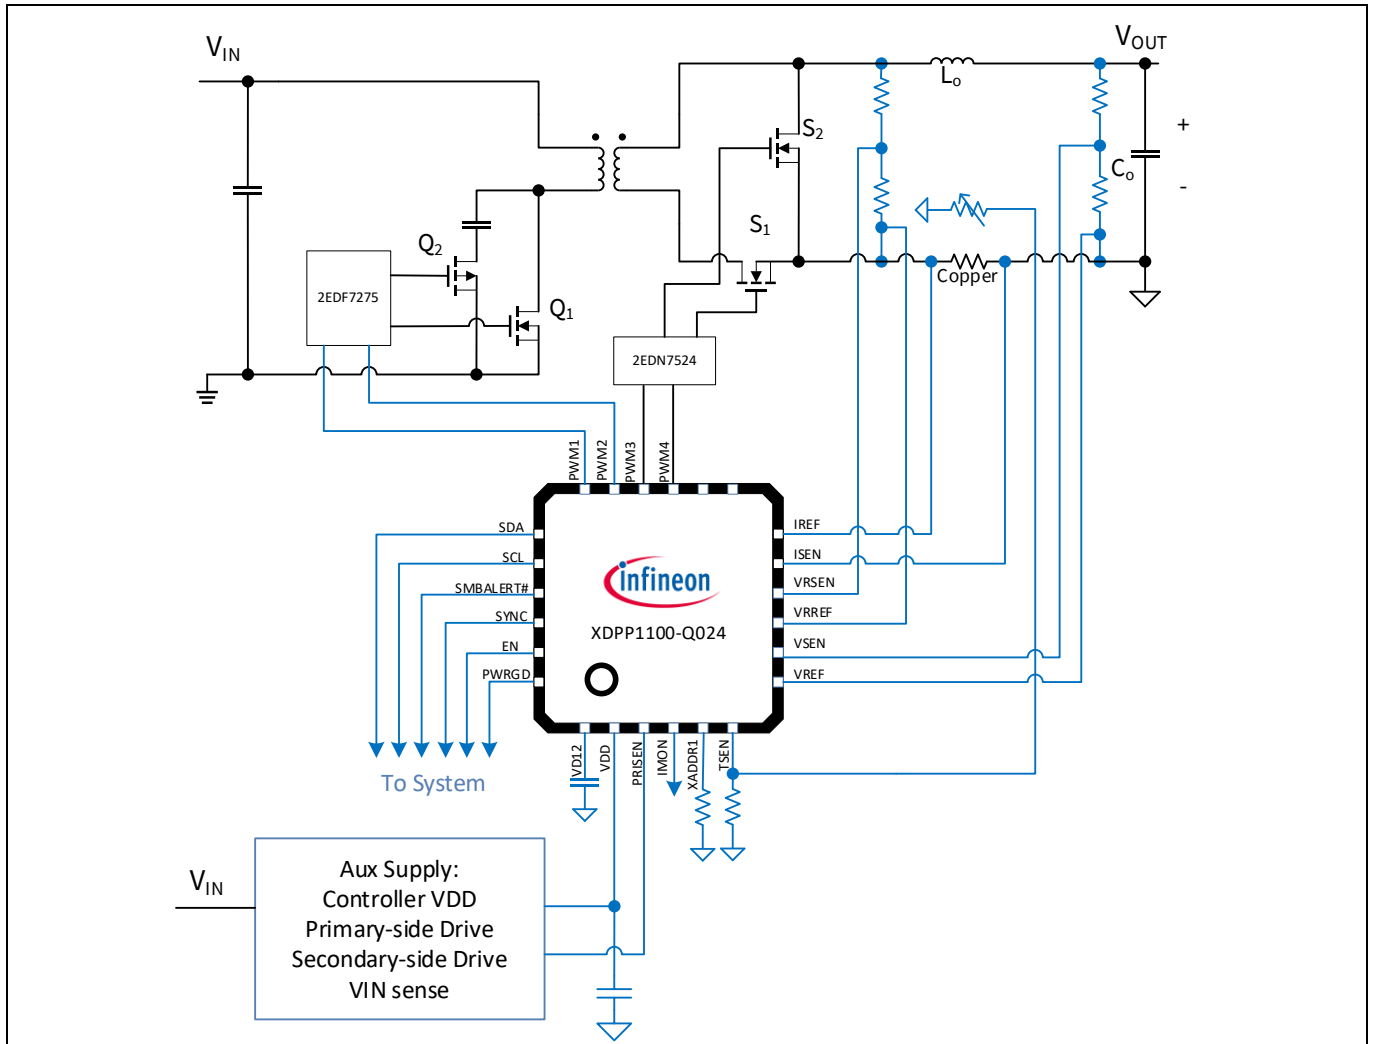 VIN
VOUT
Lo
S2
+
Co
-
S1
Q2
Copper
2EDF7275
Q1
2EDN7524
PWM1
PWM2
PWM3
PWM4
SDA
IREF
SCL
ISEN
infineon
SMBALERT#
VRSEN
SYNC
VRREF
XDPP1100-Q024
EN
VSEN
PWRGD
VREF
VD12
VDD
PRISEN
IMON
XADDR1
TSEN
To System
Aux Supply:
VIN
Controller VDD
Primary-side Drive
Secondary-side Drive
VIN sense